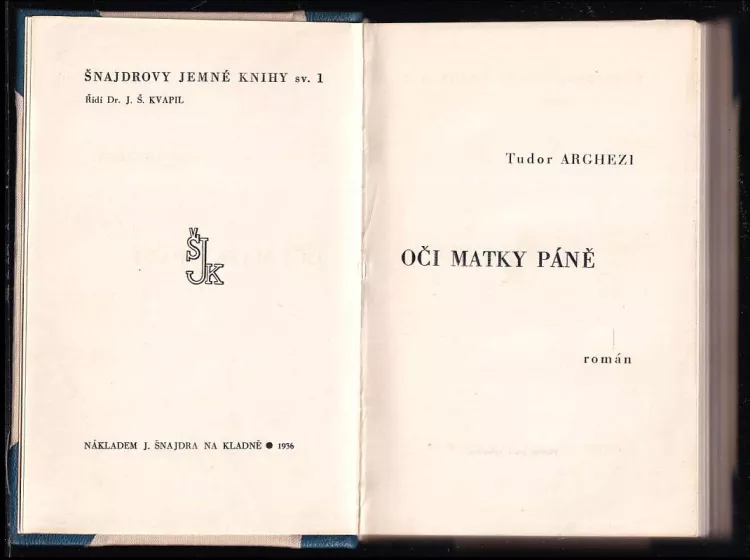 ŠNAJDROVY JEMNÉ KNIHY sv. 1
Řídí Dr. J. Š. KVAPIL
ŠJK
NÁKLADEM J. ŠNAJDRA NA KLADNĚ ● 1936
Tudor ARGHEZI
OČI MATKY PÁNĚ
román